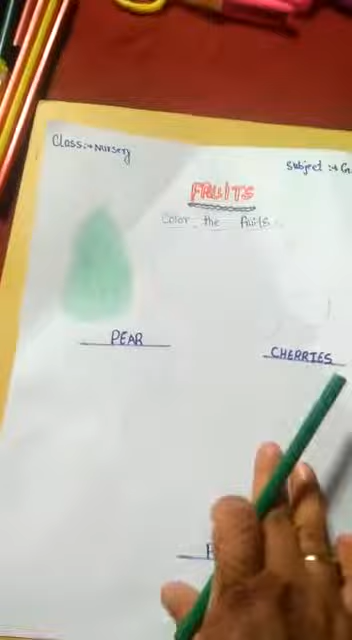 Class:→ Nursery
Subject :→
FRUITS
Color the fruits.
PEAR
CHERRIES